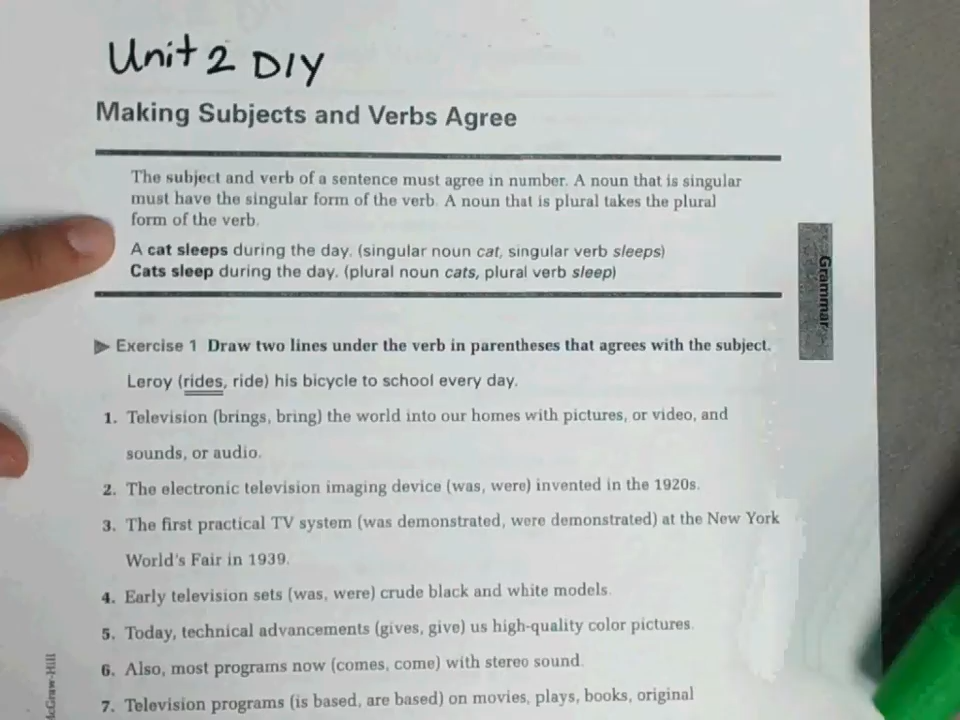 Unit 2 DIY
Making Subjects and Verbs Agree
The subject and verb of a sentence must agree in number. A noun that is singular
must have the singular form of the verb. A noun that is plural takes the plural
form of the verb.
A cat sleeps during the day. (singular noun cat, singular verb sleeps)
Cats sleep during the day. (plural noun cats, plural verb sleep)
Grammar
Exercise 1 Draw two lines under the verb in parentheses that agrees with the subject.
Leroy (rides, ride) his bicycle to school every day.
1. Television (brings, bring) the world into our homes with pictures, or video, and
sounds, or audio.
2. The electronic television imaging device (was, were) invented in the 1920s.
3. The first practical TV system (was demonstrated, were demonstrated) at the New York
World's Fair in 1939.
4. Early television sets (was, were) crude black and white models.
5. Today, technical advancements (gives, give) us high-quality color pictures.
6. Also, most programs now (comes, come) with stereo sound.
7. Television programs (is based, are based) on movies, plays, books, original
McGraw-Hill